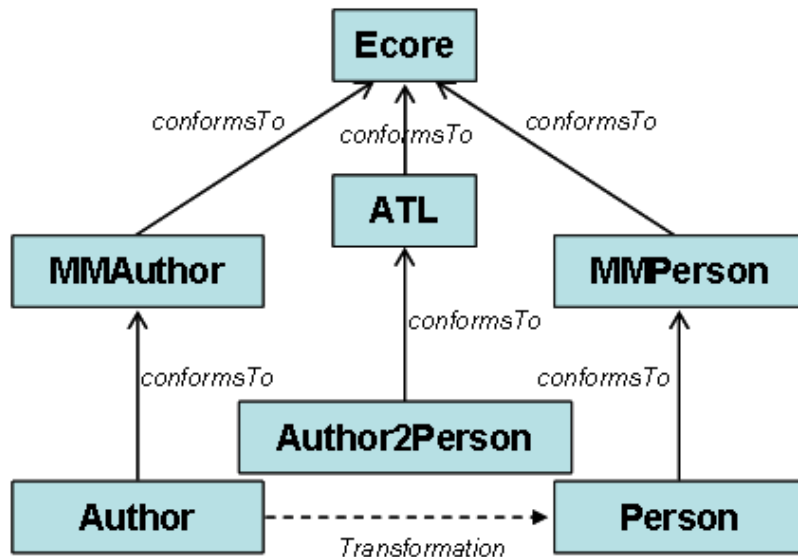 Ecore
conformsTo
conformsTo
conformsTo
ATL
MMAuthor
MMPerson
conformsTo
conformsTo
conformsTo
Author2Person
Author
Person
Transformation